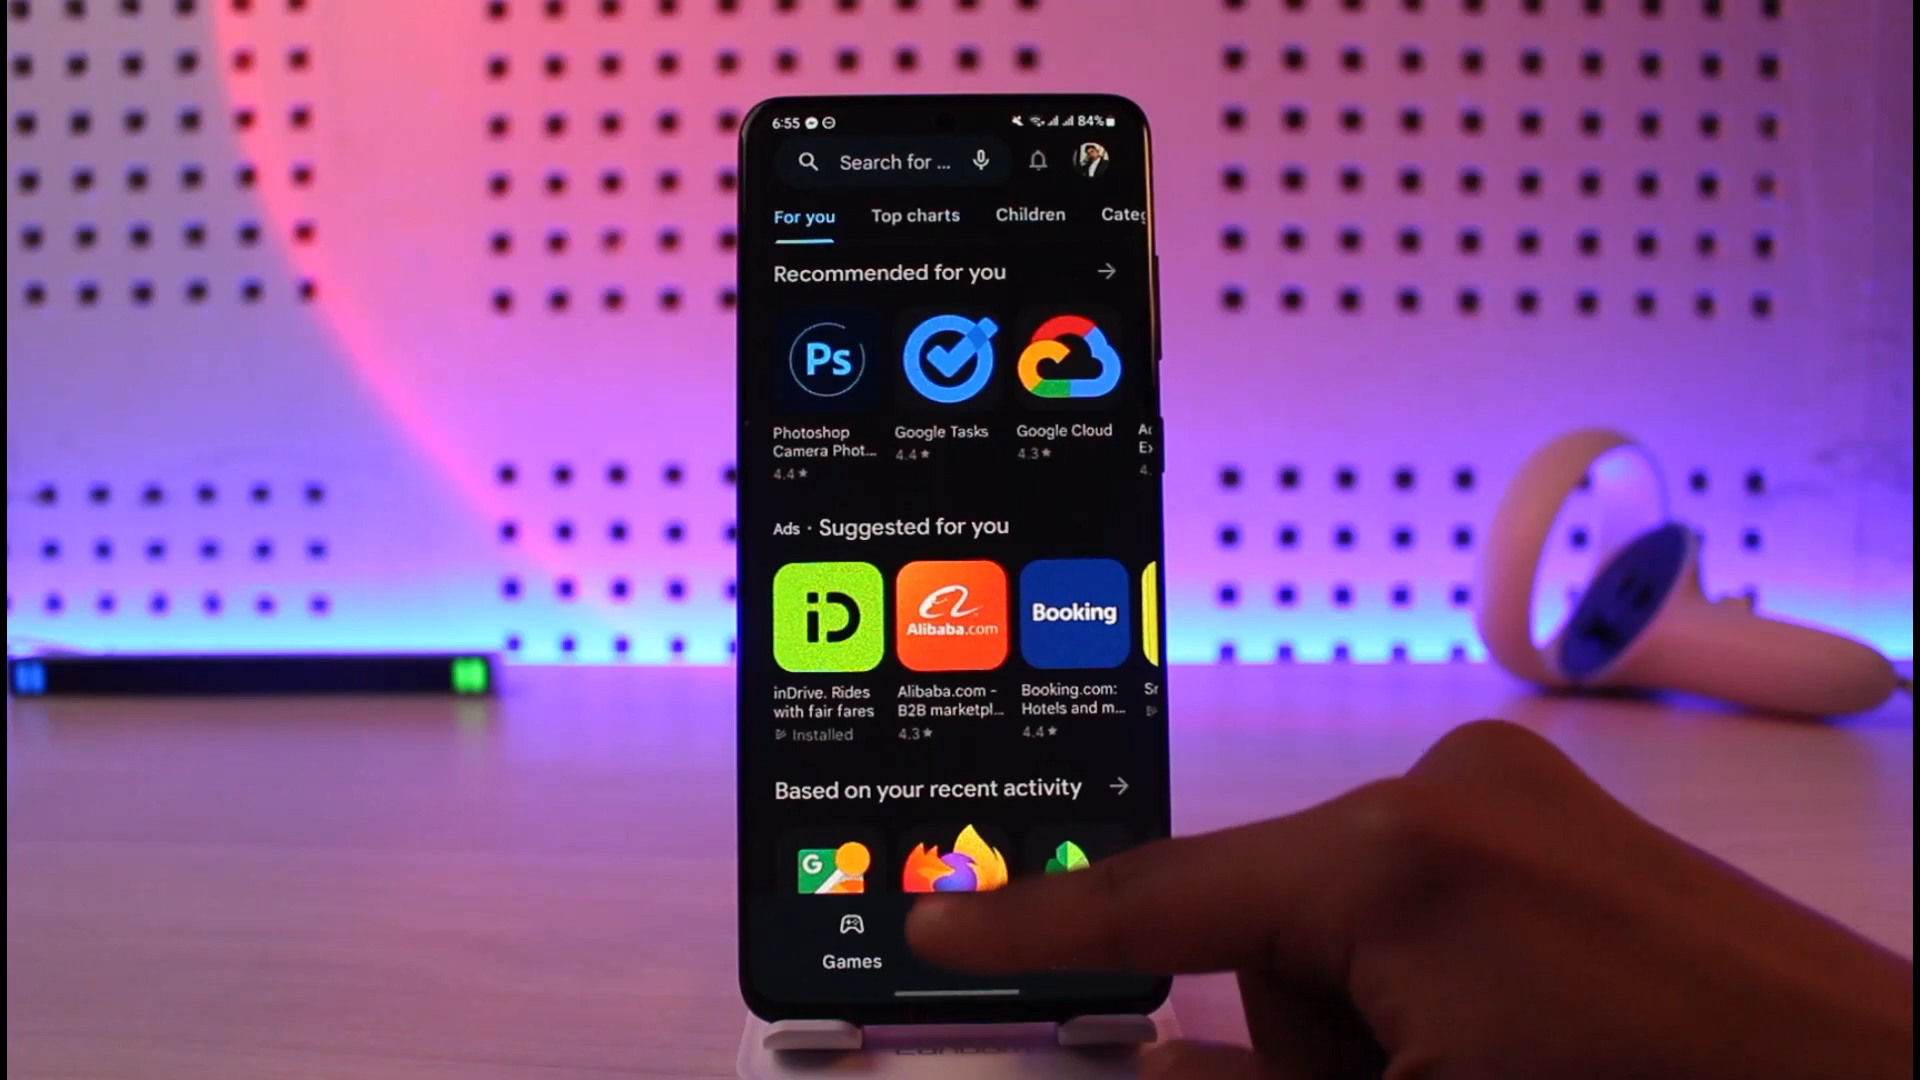 6:55 84%
Search for ...
For you Top charts Children Categ
Recommended for you
Ps
Photoshop Google Tasks Google Cloud
Camera Phot...
4.4★ 4.4★ 4.3★
Ads · Suggested for you
iD Alibaba.com Booking
inDrive. Rides Alibaba.com - Booking.com:
with fair fares B2B marketpl... Hotels and m...
Installed 4.3★ 4.4★
Based on your recent activity
G
Games